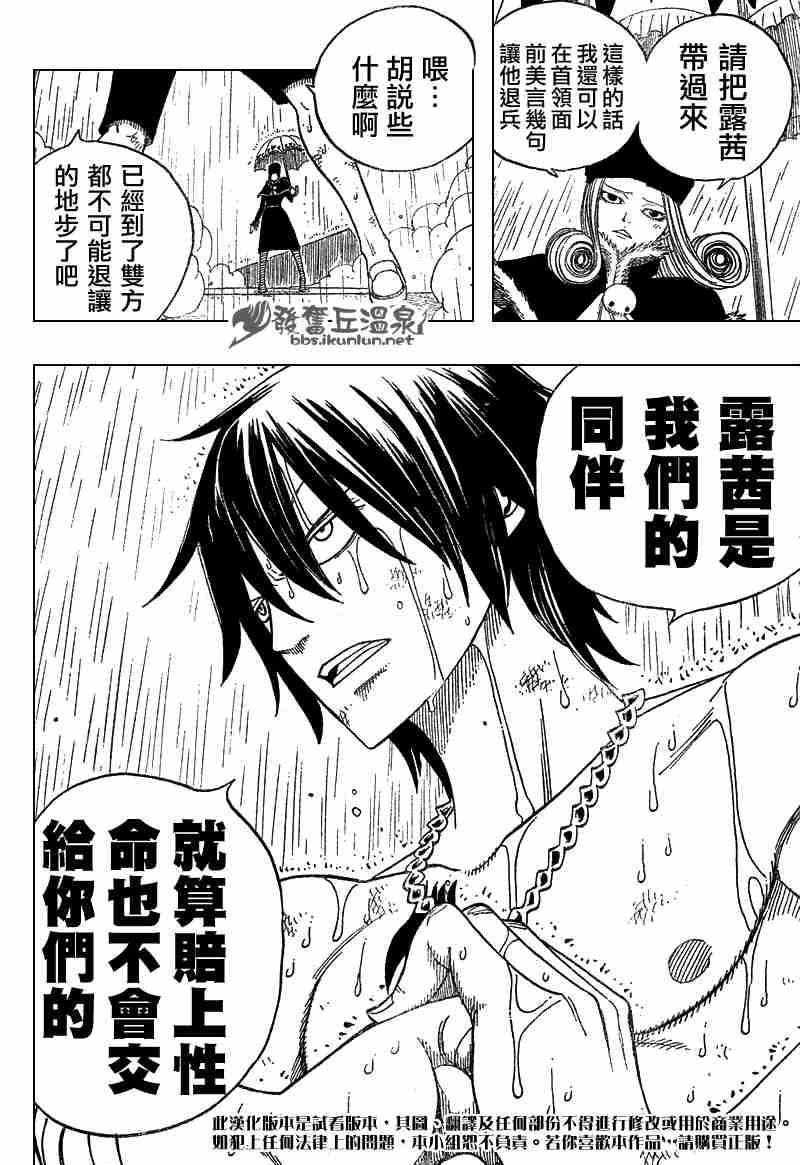 請把露茜
帶過來
這樣的話
我還可以
在首領面
前美言幾句
讓他退兵
喂…
胡説些
什麼啊
已經到了雙方
都不可能退讓
的地步了吧
發奮丘溫泉
bbs.ikunlun.net
露茜是
我們的
同伴
就算賠上性
命也不會交
給你們的
此漢化版本是試看版本，其圖、翻譯及任何部份不得進行修改或用於商業用途。
如犯上任何法律上的問題，本小組恕不負責。若你喜歡本作品，請購買正版！